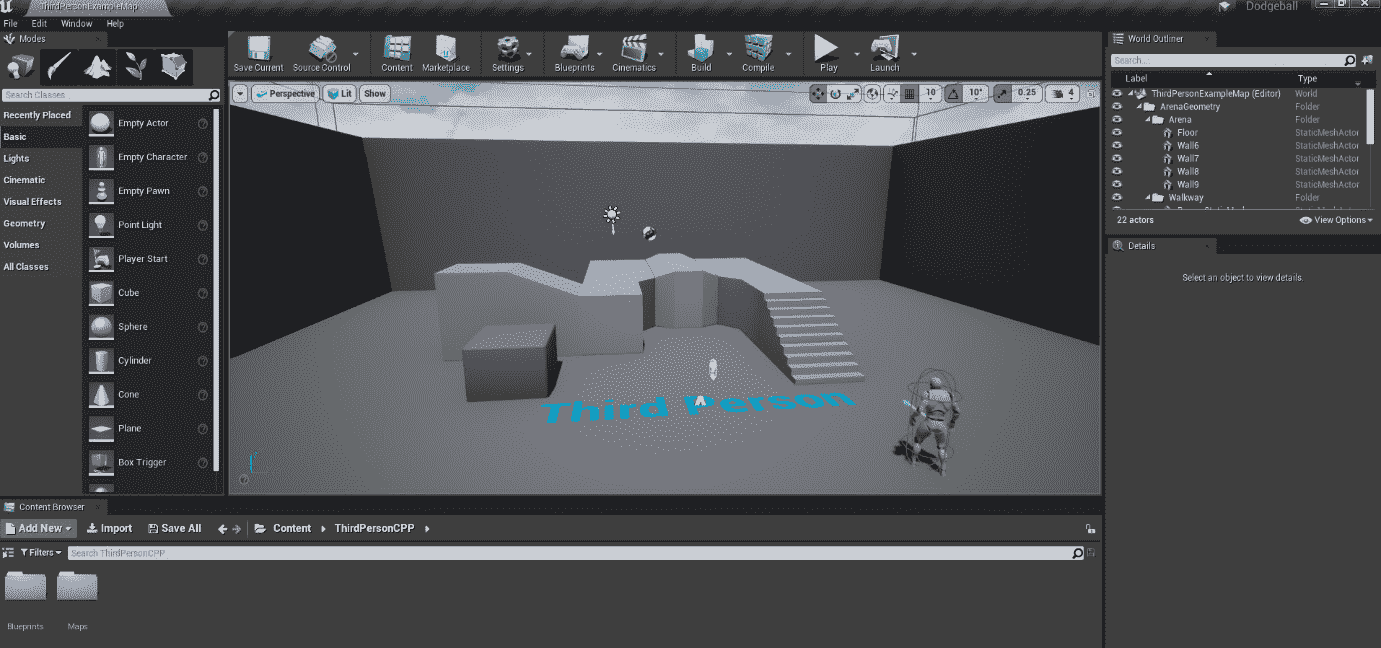 ThirdPersonExampleMap
Dodgeball
File Edit Window Help
Modes
Search Classes
Recently Placed
Basic
Lights
Cinematic
Visual Effects
Geometry
Volumes
All Classes
Empty Actor
Empty Character
Empty Pawn
Point Light
Player Start
Cube
Sphere
Cylinder
Cone
Plane
Box Trigger
Save Current Source Control Content Marketplace Settings Blueprints Cinematics Build Compile Play Launch
Perspective Lit Show
10 10° 0.25 4
Third Person
World Outliner
Search...
Label Type
ThirdPersonExampleMap (Editor) World
ArenaGeometry Folder
Arena Folder
Floor StaticMeshActor
Wall6 StaticMeshActor
Wall7 StaticMeshActor
Wall8 StaticMeshActor
Wall9 StaticMeshActor
Walkway Folder
22 actors View Options
Details
Select an object to view details.
Content Browser
Add New Import Save All Content ThirdPersonCPP
Filters Search ThirdPersonCPP
Blueprints Maps